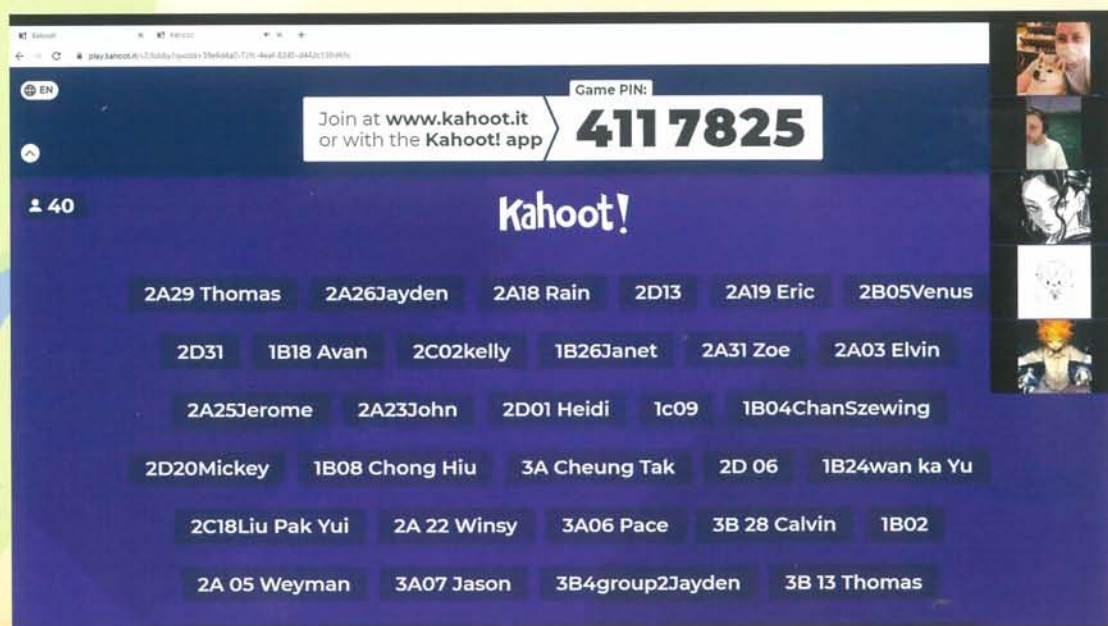 Kahoot!
EN
Game PIN:
Join at www.kahoot.it
or with the Kahoot! app
411 7825
40
Kahoot!
2A29 Thomas 2A26Jayden 2A18 Rain 2D13 2A19 Eric 2B05Venus
2D31 1B18 Avan 2C02kelly 1B26Janet 2A31 Zoe 2A03 Elvin
2A25Jerome 2A23John 2D01 Heidi 1c09 1B04ChanSzewing
2D20Mickey 1B08 Chong Hiu 3A Cheung Tak 2D 06 1B24wan ka Yu
2C18Liu Pak Yui 2A 22 Winsy 3A06 Pace 3B 28 Calvin 1B02
2A 05 Weyman 3A07 Jason 3B4group2Jayden 3B 13 Thomas